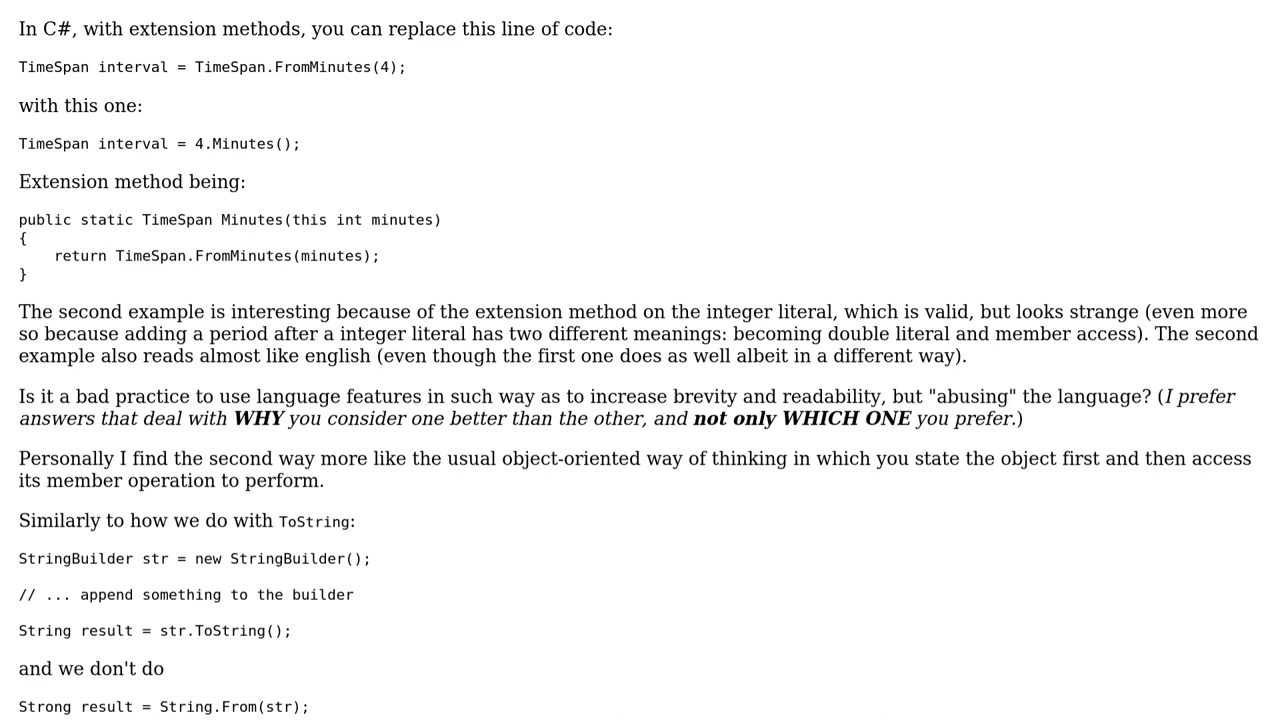 In C#, with extension methods, you can replace this line of code:
TimeSpan interval = TimeSpan.FromMinutes(4);
with this one:
TimeSpan interval = 4.Minutes();
Extension method being:
public static TimeSpan Minutes(this int minutes)
{
    return TimeSpan.FromMinutes(minutes);
}
The second example is interesting because of the extension method on the integer literal, which is valid, but looks strange (even more
so because adding a period after a integer literal has two different meanings: becoming double literal and member access). The second
example also reads almost like english (even though the first one does as well albeit in a different way).
Is it a bad practice to use language features in such way as to increase brevity and readability, but "abusing" the language? (I prefer
answers that deal with WHY you consider one better than the other, and not only WHICH ONE you prefer.)
Personally I find the second way more like the usual object-oriented way of thinking in which you state the object first and then access
its member operation to perform.
Similarly to how we do with ToString:
StringBuilder str = new StringBuilder();
// ... append something to the builder
String result = str.ToString();
and we don't do
Strong result = String.From(str);